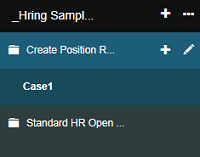 _Hring Sampl...
Create Position R...
Case1
Standard HR Open ...